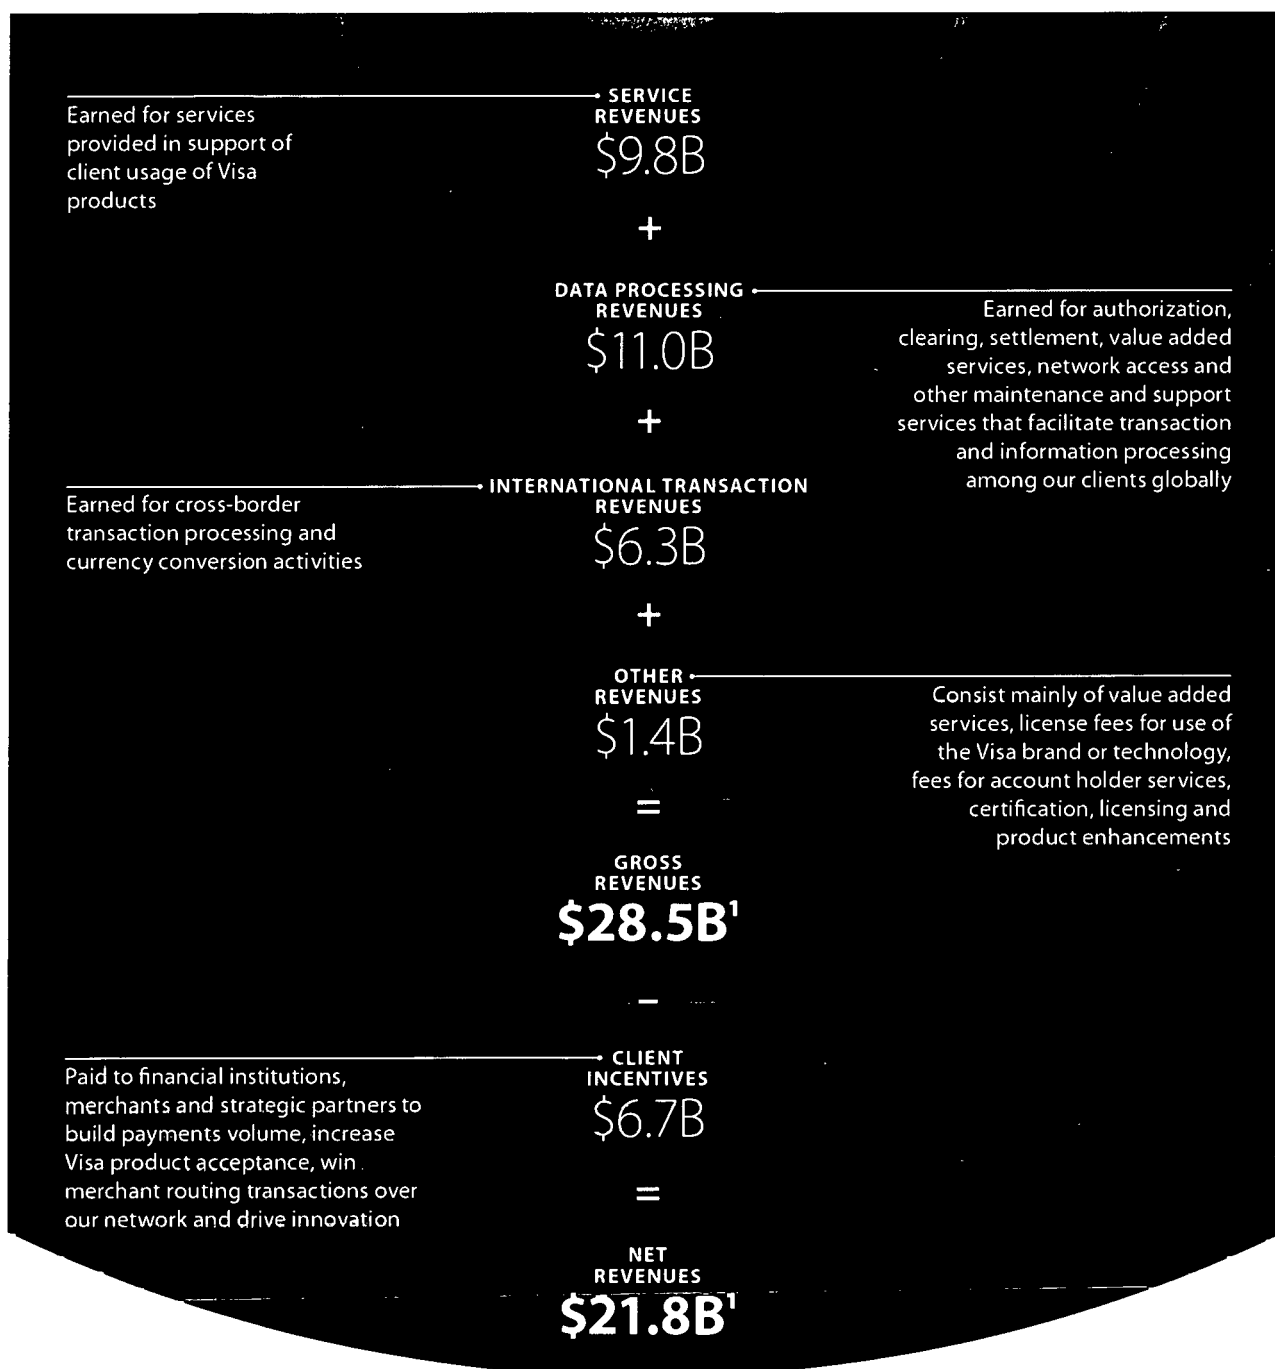 SERVICE
REVENUES
$9.8B
Earned for services
provided in support of
client usage of Visa
products
+
DATA PROCESSING
REVENUES
$11.0B
Earned for authorization,
clearing, settlement, value added
services, network access and
other maintenance and support
services that facilitate transaction
and information processing
among our clients globally
+
INTERNATIONAL TRANSACTION
REVENUES
$6.3B
Earned for cross-border
transaction processing and
currency conversion activities
+
OTHER
REVENUES
$1.4B
Consist mainly of value added
services, license fees for use of
the Visa brand or technology,
fees for account holder services,
certification, licensing and
product enhancements
=
GROSS
REVENUES
$28.5B¹
–
CLIENT
INCENTIVES
$6.7B
Paid to financial institutions,
merchants and strategic partners to
build payments volume, increase
Visa product acceptance, win
merchant routing transactions over
our network and drive innovation
=
NET
REVENUES
$21.8B¹